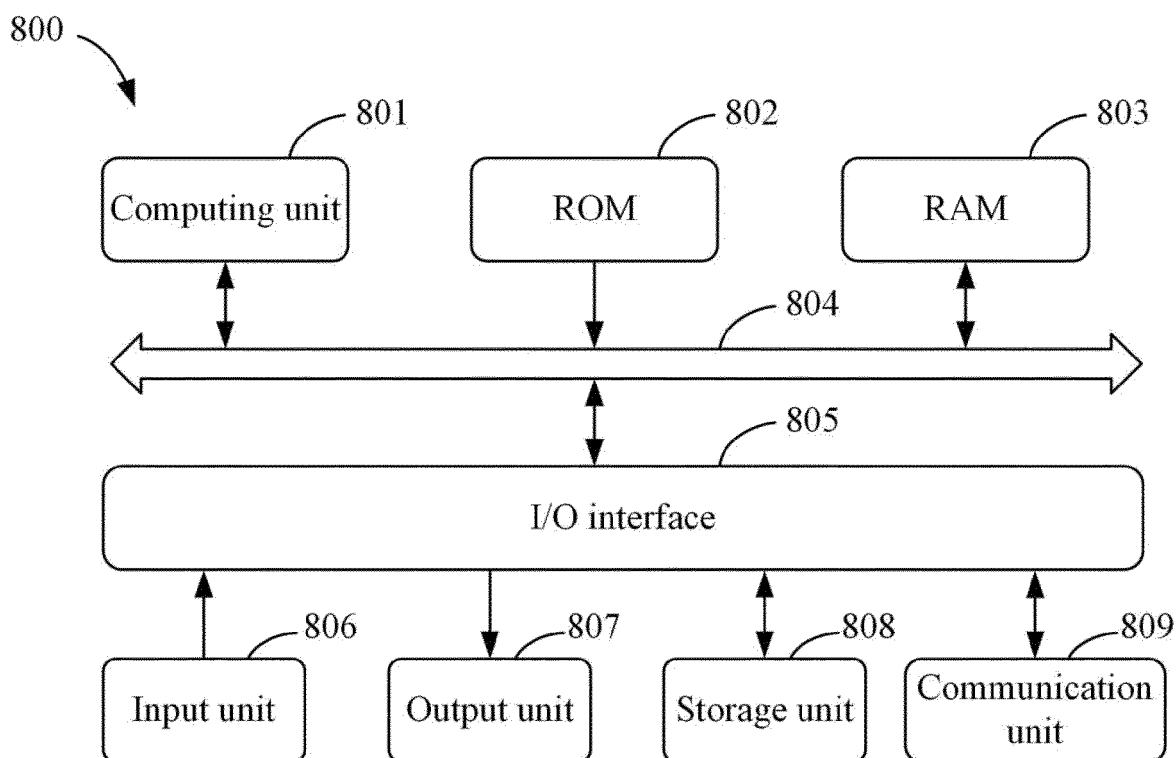 800
801
802
803
Computing unit
ROM
RAM
804
805
I/O interface
806
807
808
809
Input unit
Output unit
Storage unit
Communication
unit